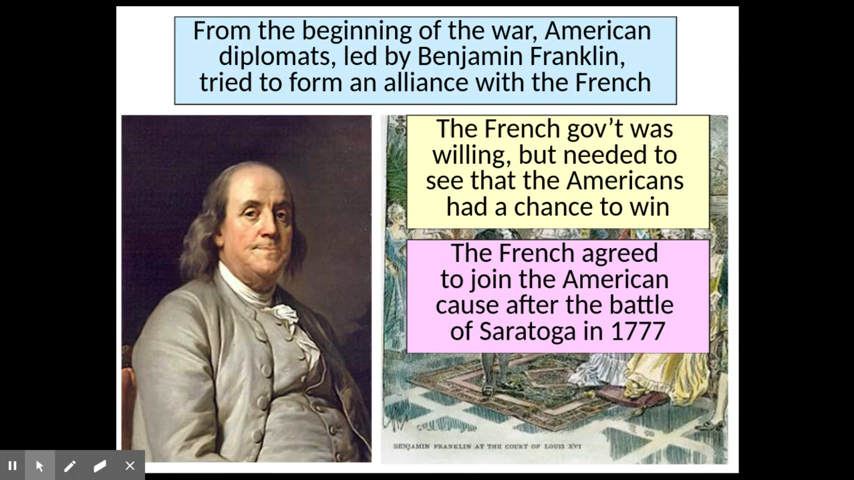 From the beginning of the war, American
diplomats, led by Benjamin Franklin,
tried to form an alliance with the French
The French gov’t was
willing, but needed to
see that the Americans
had a chance to win
The French agreed
to join the American
cause after the battle
of Saratoga in 1777
BENJAMIN FRANKLIN AT THE COURT OF LOUIS XVI